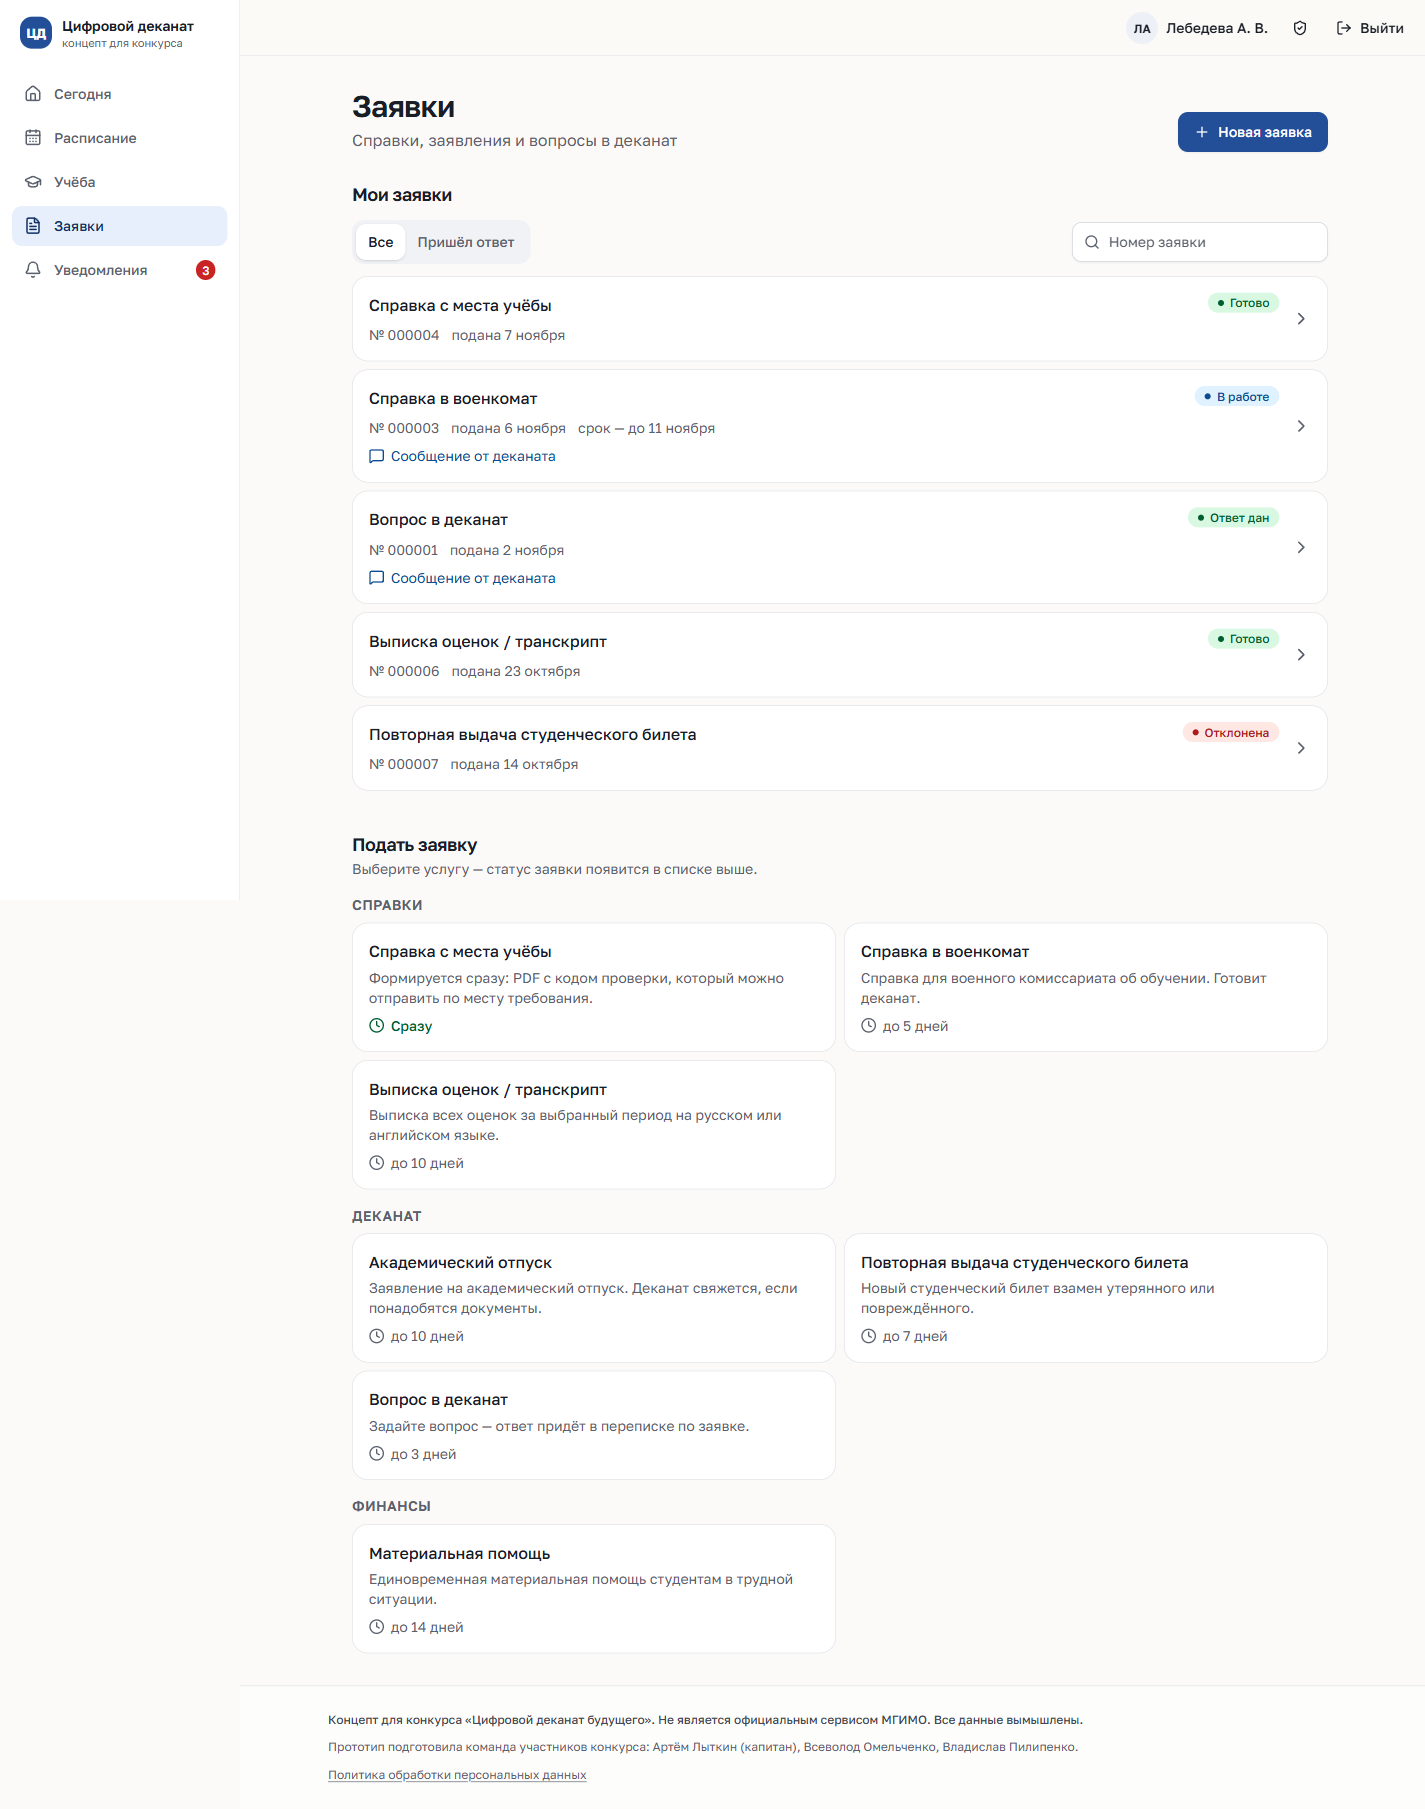 ЦД
Цифровой деканат
концепт для конкурса
Сегодня
Расписание
Учёба
Заявки
Уведомления
3
ЛА
Лебедева А. В.
Выйти
Заявки
Справки, заявления и вопросы в деканат
Новая заявка
Мои заявки
Все
Пришёл ответ
Номер заявки
Справка с места учёбы
Готово
№ 000004 подана 7 ноября
Справка в военкомат
В работе
№ 000003 подана 6 ноября срок — до 11 ноября
Сообщение от деканата
Вопрос в деканат
Ответ дан
№ 000001 подана 2 ноября
Сообщение от деканата
Выписка оценок / транскрипт
Готово
№ 000006 подана 23 октября
Повторная выдача студенческого билета
Отклонена
№ 000007 подана 14 октября
Подать заявку
Выберите услугу — статус заявки появится в списке выше.
СПРАВКИ
Справка с места учёбы
Формируется сразу: PDF с кодом проверки, который можно
отправить по месту требования.
Сразу
Справка в военкомат
Справка для военного комиссариата об обучении. Готовит
деканат.
до 5 дней
Выписка оценок / транскрипт
Выписка всех оценок за выбранный период на русском или
английском языке.
до 10 дней
ДЕКАНАТ
Академический отпуск
Заявление на академический отпуск. Деканат свяжется, если
понадобятся документы.
до 10 дней
Повторная выдача студенческого билета
Новый студенческий билет взамен утерянного или
повреждённого.
до 7 дней
Вопрос в деканат
Задайте вопрос — ответ придёт в переписке по заявке.
до 3 дней
ФИНАНСЫ
Материальная помощь
Единовременная материальная помощь студентам в трудной
ситуации.
до 14 дней
Концепт для конкурса «Цифровой деканат будущего». Не является официальным сервисом МГИМО. Все данные вымышлены.
Прототип подготовила команда участников конкурса: Артём Лыткин (капитан), Всеволод Омельченко, Владислав Пилипенко.
Политика обработки персональных данных